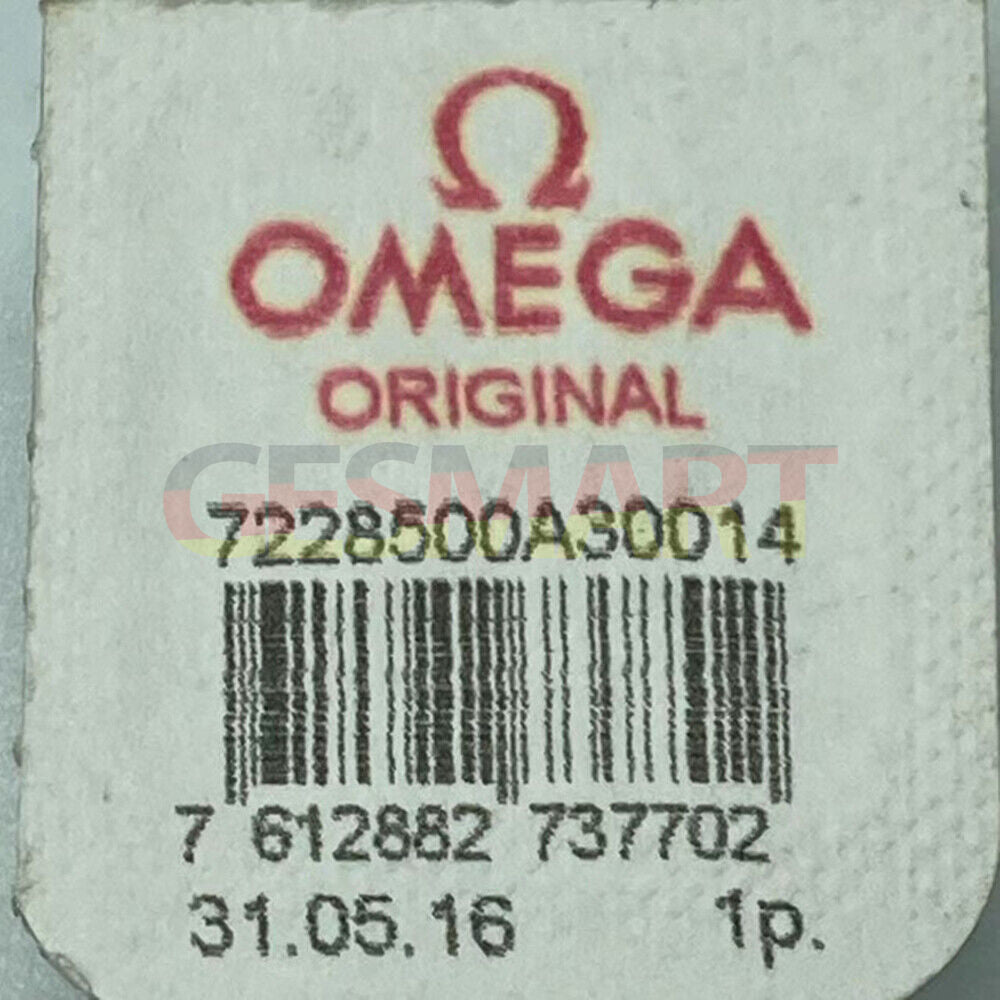 Ω
OMEGA
ORIGINAL
GESMART
7228500A30014
7 612882 737702
31.05.16 1p.